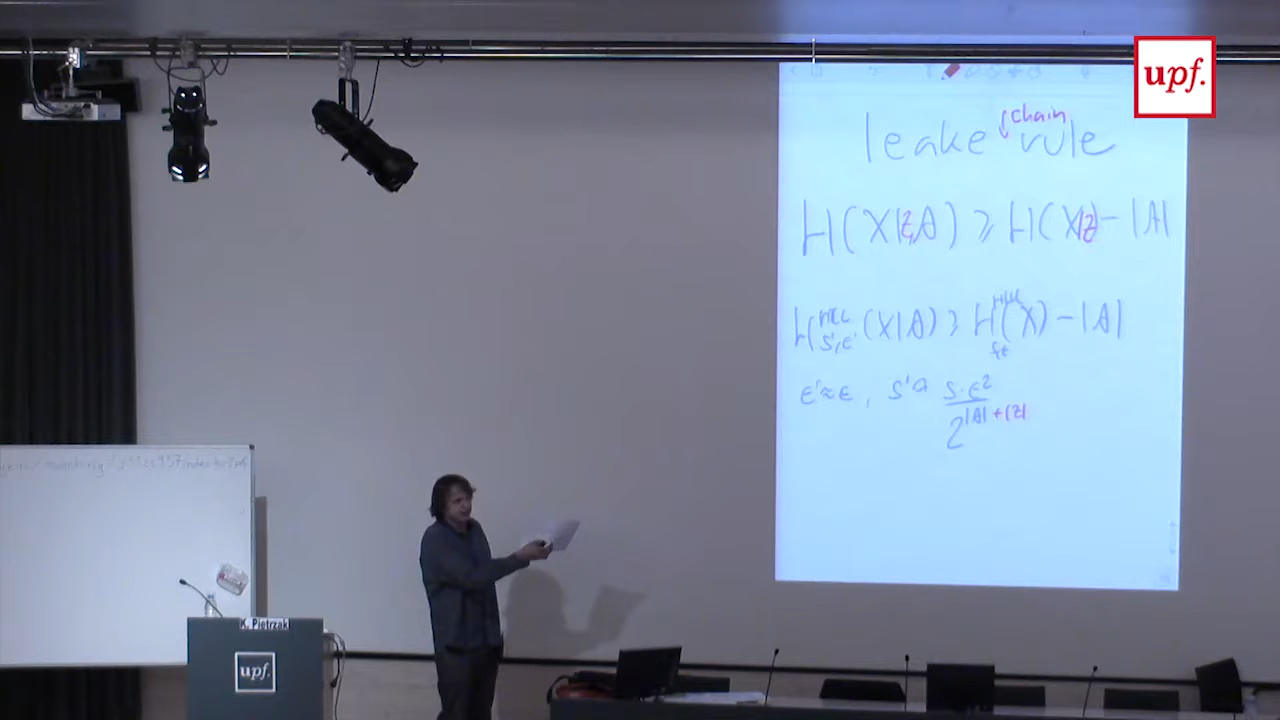 upf.
chain
leake rule
H(X|Z,A) ≥ H(X|Z) - |A|
H^HILL_s',ε' (X|A) ≥ H^HILL_s,ε (X) - |A|
ε' ≈ ε , s' ≈ s·ε² / 2^|A|+|Z|
K. Pietrzak
upf.